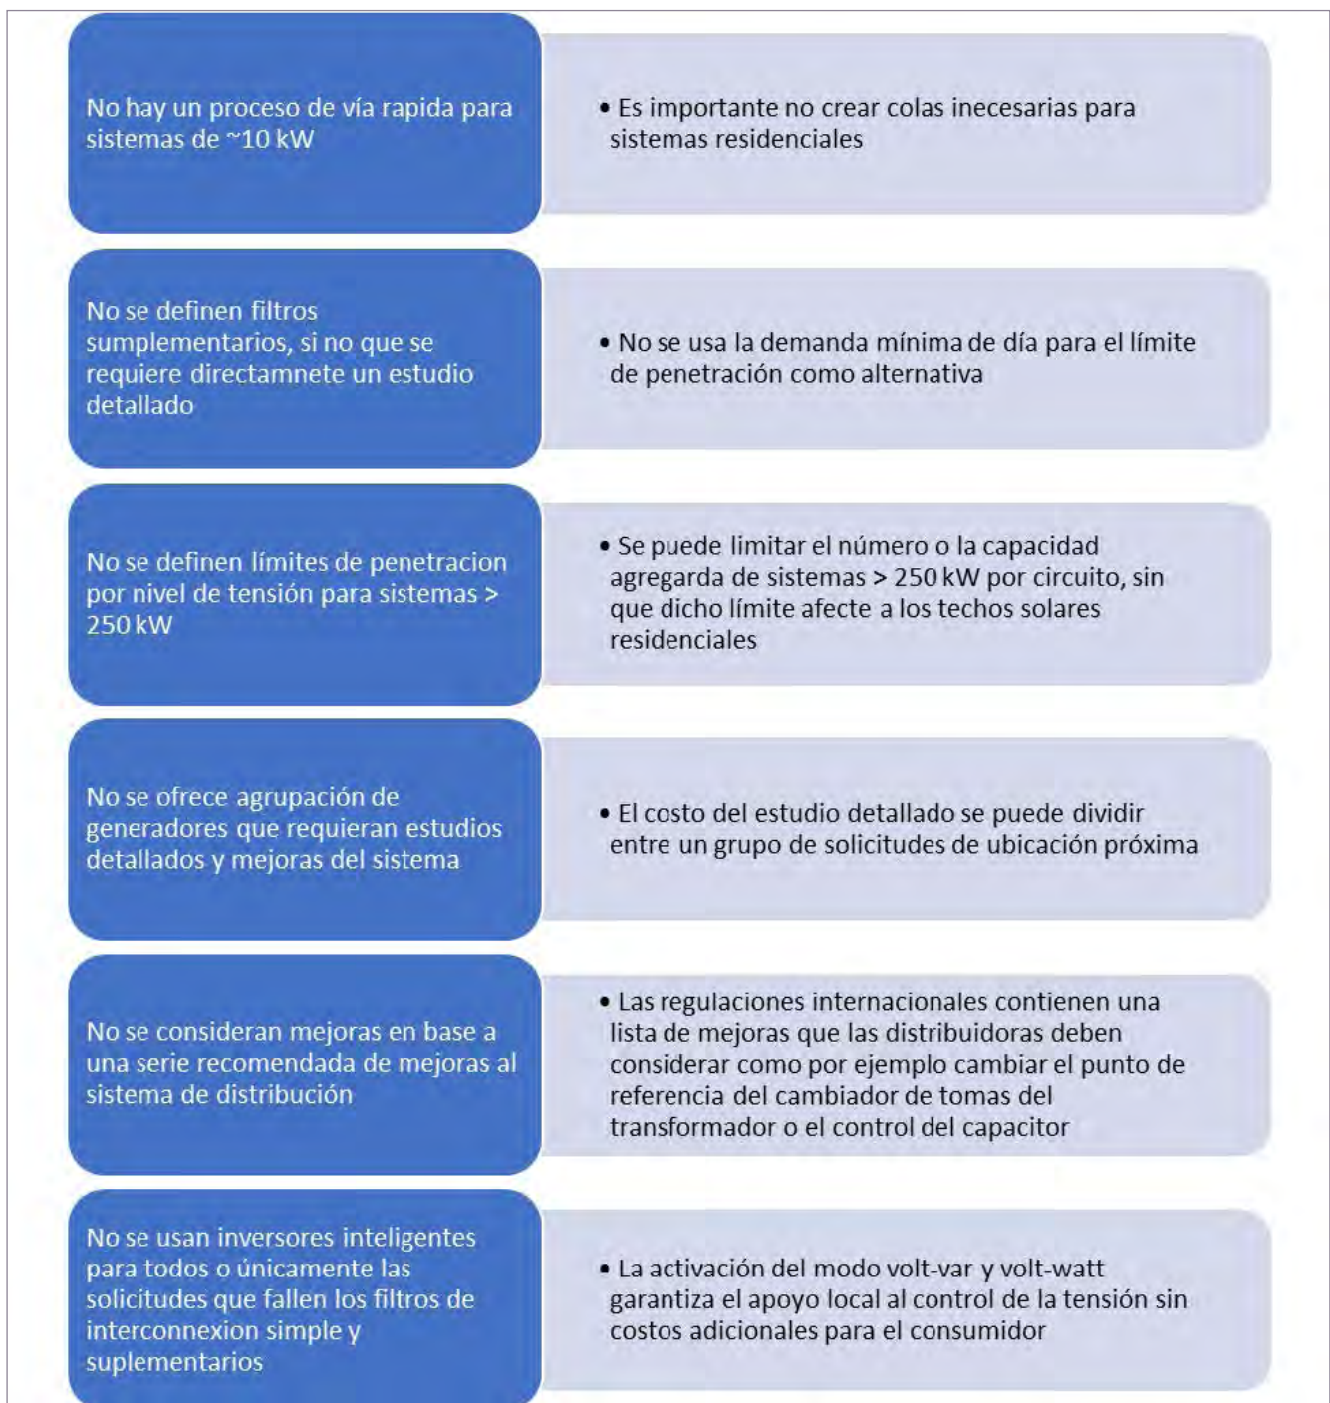 No hay un proceso de vía rapida para
sistemas de ~10 kW
• Es importante no crear colas inecesarias para
sistemas residenciales
No se definen filtros
sumplementarios, si no que se
requiere directamnete un estudio
detallado
• No se usa la demanda mínima de día para el límite
de penetración como alternativa
No se definen límites de penetracion
por nivel de tensión para sistemas >
250 kW
• Se puede limitar el número o la capacidad
agregarda de sistemas > 250 kW por circuito, sin
que dicho límite afecte a los techos solares
residenciales
No se ofrece agrupación de
generadores que requieran estudios
detallados y mejoras del sistema
• El costo del estudio detallado se puede dividir
entre un grupo de solicitudes de ubicación próxima
No se consideran mejoras en base a
una serie recomendada de mejoras al
sistema de distribución
• Las regulaciones internacionales contienen una
lista de mejoras que las distribuidoras deben
considerar como por ejemplo cambiar el punto de
referencia del cambiador de tomas del
transformador o el control del capacitor
No se usan inversores inteligentes
para todos o únicamente las
solicitudes que fallen los filtros de
interconnexion simple y
suplementarios
• La activación del modo volt-var y volt-watt
garantiza el apoyo local al control de la tensión sin
costos adicionales para el consumidor